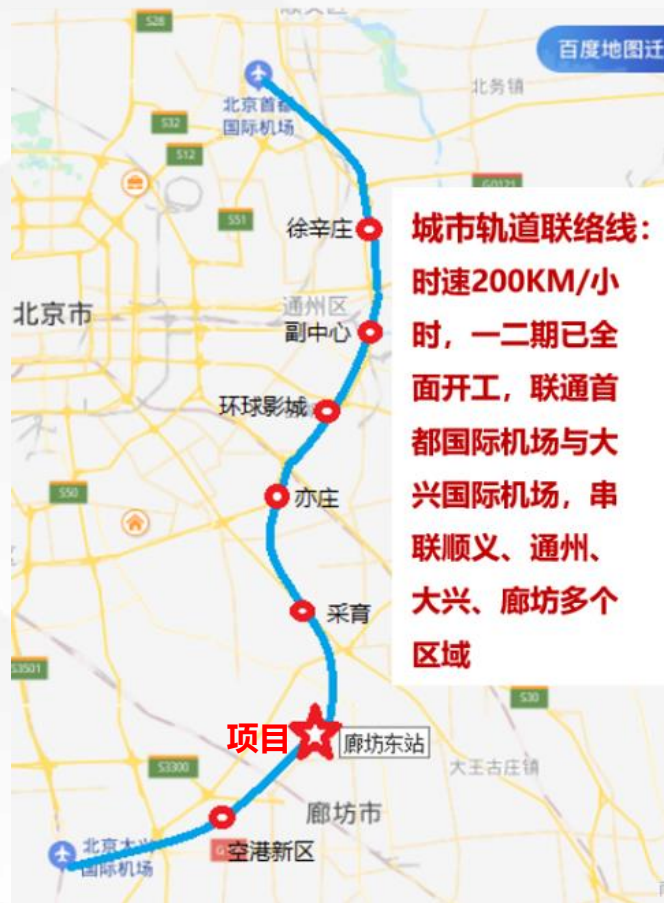 S28
百度地图迁
北京首都
国际机场
北务镇
S32
S12
G0121
S51
徐辛庄
城市轨道联络线：
时速200KM/小
时，一二期已全
面开工，联通首
都国际机场与大
兴国际机场，串
联顺义、通州、
大兴、廊坊多个
区域
北京市
通州区
副中心
环球影城
S50
亦庄
采育
S3501
S30
项目
廊坊东站
S3300
大王古庄镇
廊坊市
北京大兴
国际机场
空港新区